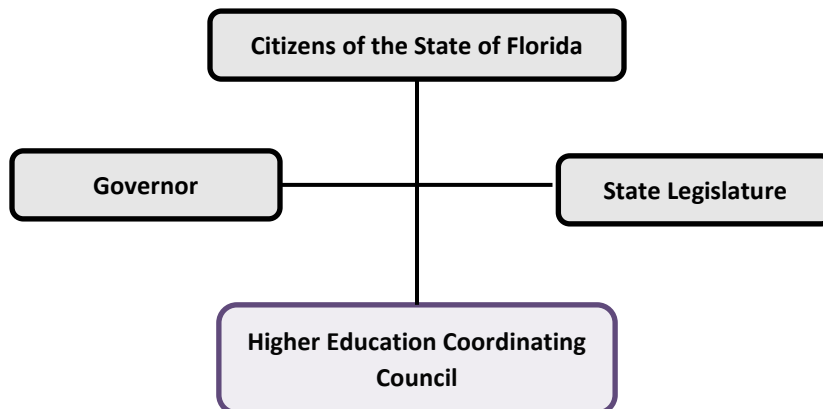 Citizens of the State of Florida
Governor
State Legislature
Higher Education Coordinating
Council